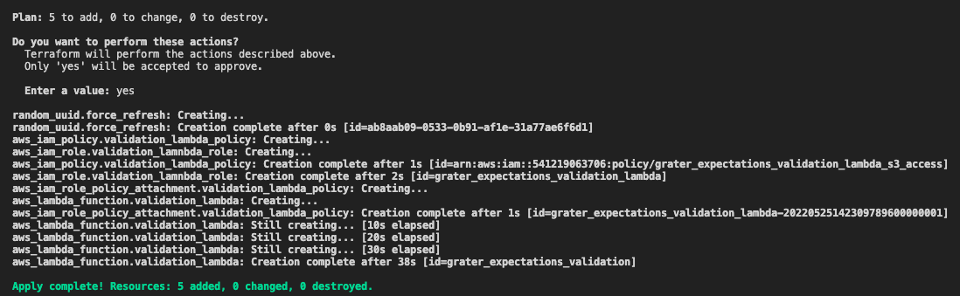 Plan: 5 to add, 0 to change, 0 to destroy.
Do you want to perform these actions?
Terraform will perform the actions described above.
Only 'yes' will be accepted to approve.
Enter a value: yes
random_uuid.force_refresh: Creating...
random_uuid.force_refresh: Creation complete after 0s [id=ab8aab09-0533-0b91-af1e-31a77ae6f6d1]
aws_iam_policy.validation_lambda_policy: Creating...
aws_iam_role.validation_lamnbda_role: Creating...
aws_iam_policy.validation_lambda_policy: Creation complete after 1s [id=arn:aws:iam::541219063706:policy/grater_expectations_validation_lambda_s3_access]
aws_iam_role.validation_lamnbda_role: Creation complete after 2s [id=grater_expectations_validation_lambda]
aws_iam_role_policy_attachment.validation_lambda_policy: Creating...
aws_lambda_function.validation_lambda: Creating...
aws_iam_role_policy_attachment.validation_lambda_policy: Creation complete after 1s [id=grater_expectations_validation_lambda-20220525142309789600000001]
aws_lambda_function.validation_lambda: Still creating... [10s elapsed]
aws_lambda_function.validation_lambda: Still creating... [20s elapsed]
aws_lambda_function.validation_lambda: Still creating... [30s elapsed]
aws_lambda_function.validation_lambda: Creation complete after 38s [id=grater_expectations_validation]
Apply complete! Resources: 5 added, 0 changed, 0 destroyed.